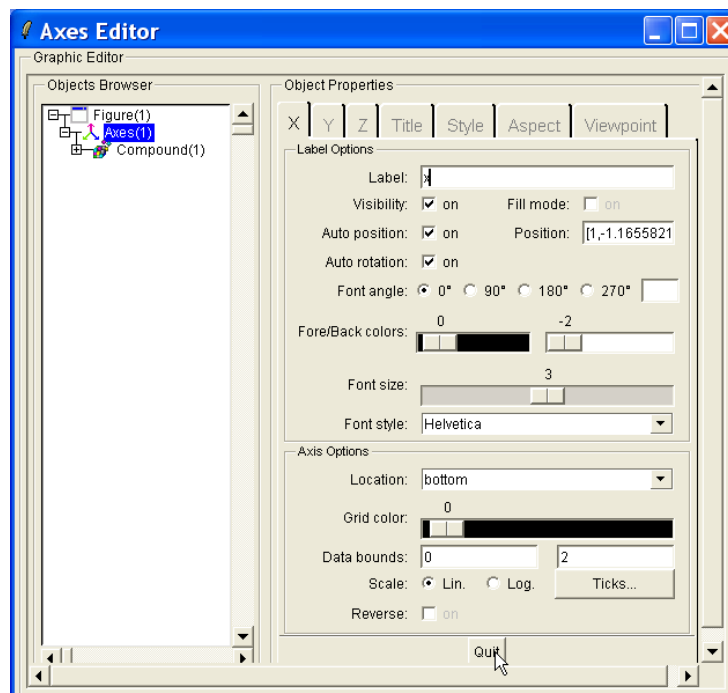 Axes Editor
Graphic Editor
Objects Browser
Figure(1)
Axes(1)
Compound(1)
Object Properties
X Y Z Title Style Aspect Viewpoint
Label Options
Label: x
Visibility: on Fill mode: on
Auto position: on Position: [1,-1.1655821
Auto rotation: on
Font angle: 0° 90° 180° 270°
0 -2
Fore/Back colors:
3
Font size:
Font style: Helvetica
Axis Options
Location: bottom
0
Grid color:
Data bounds: 0 2
Scale: Lin. Log. Ticks...
Reverse: on
Quit